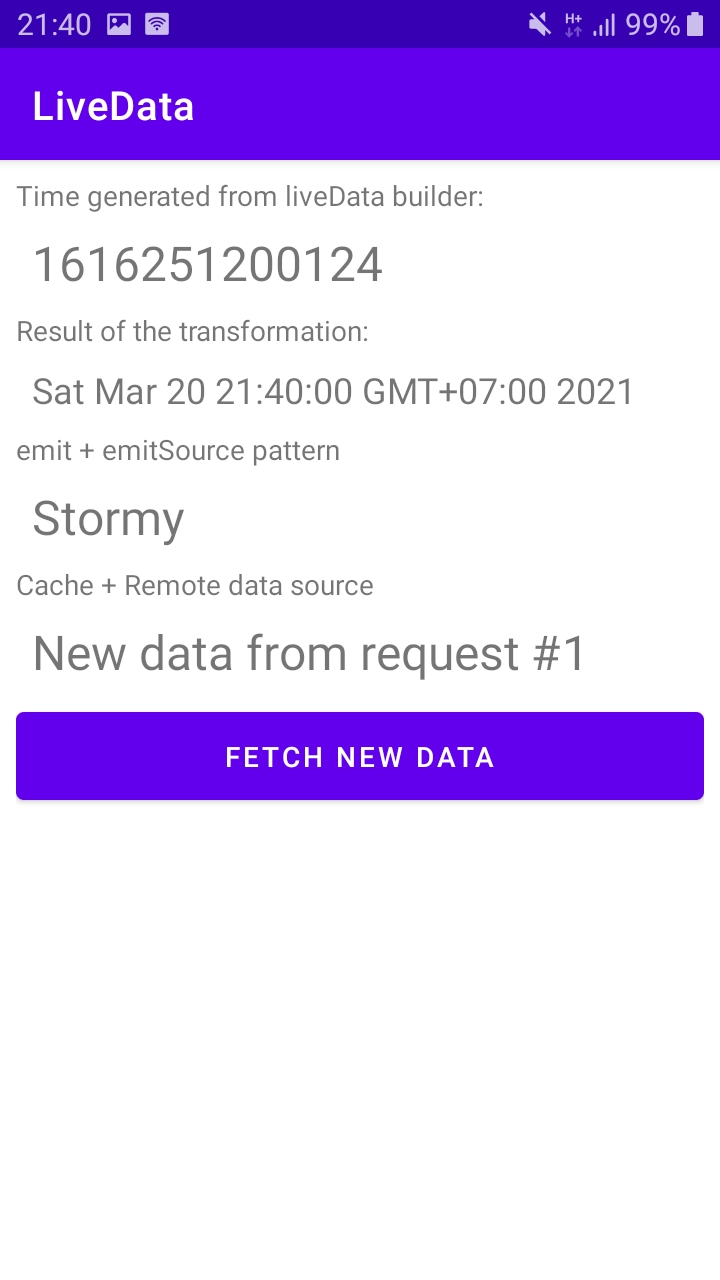 21:40 H+ 99%
LiveData
Time generated from liveData builder:
1616251200124
Result of the transformation:
Sat Mar 20 21:40:00 GMT+07:00 2021
emit + emitSource pattern
Stormy
Cache + Remote data source
New data from request #1
FETCH NEW DATA